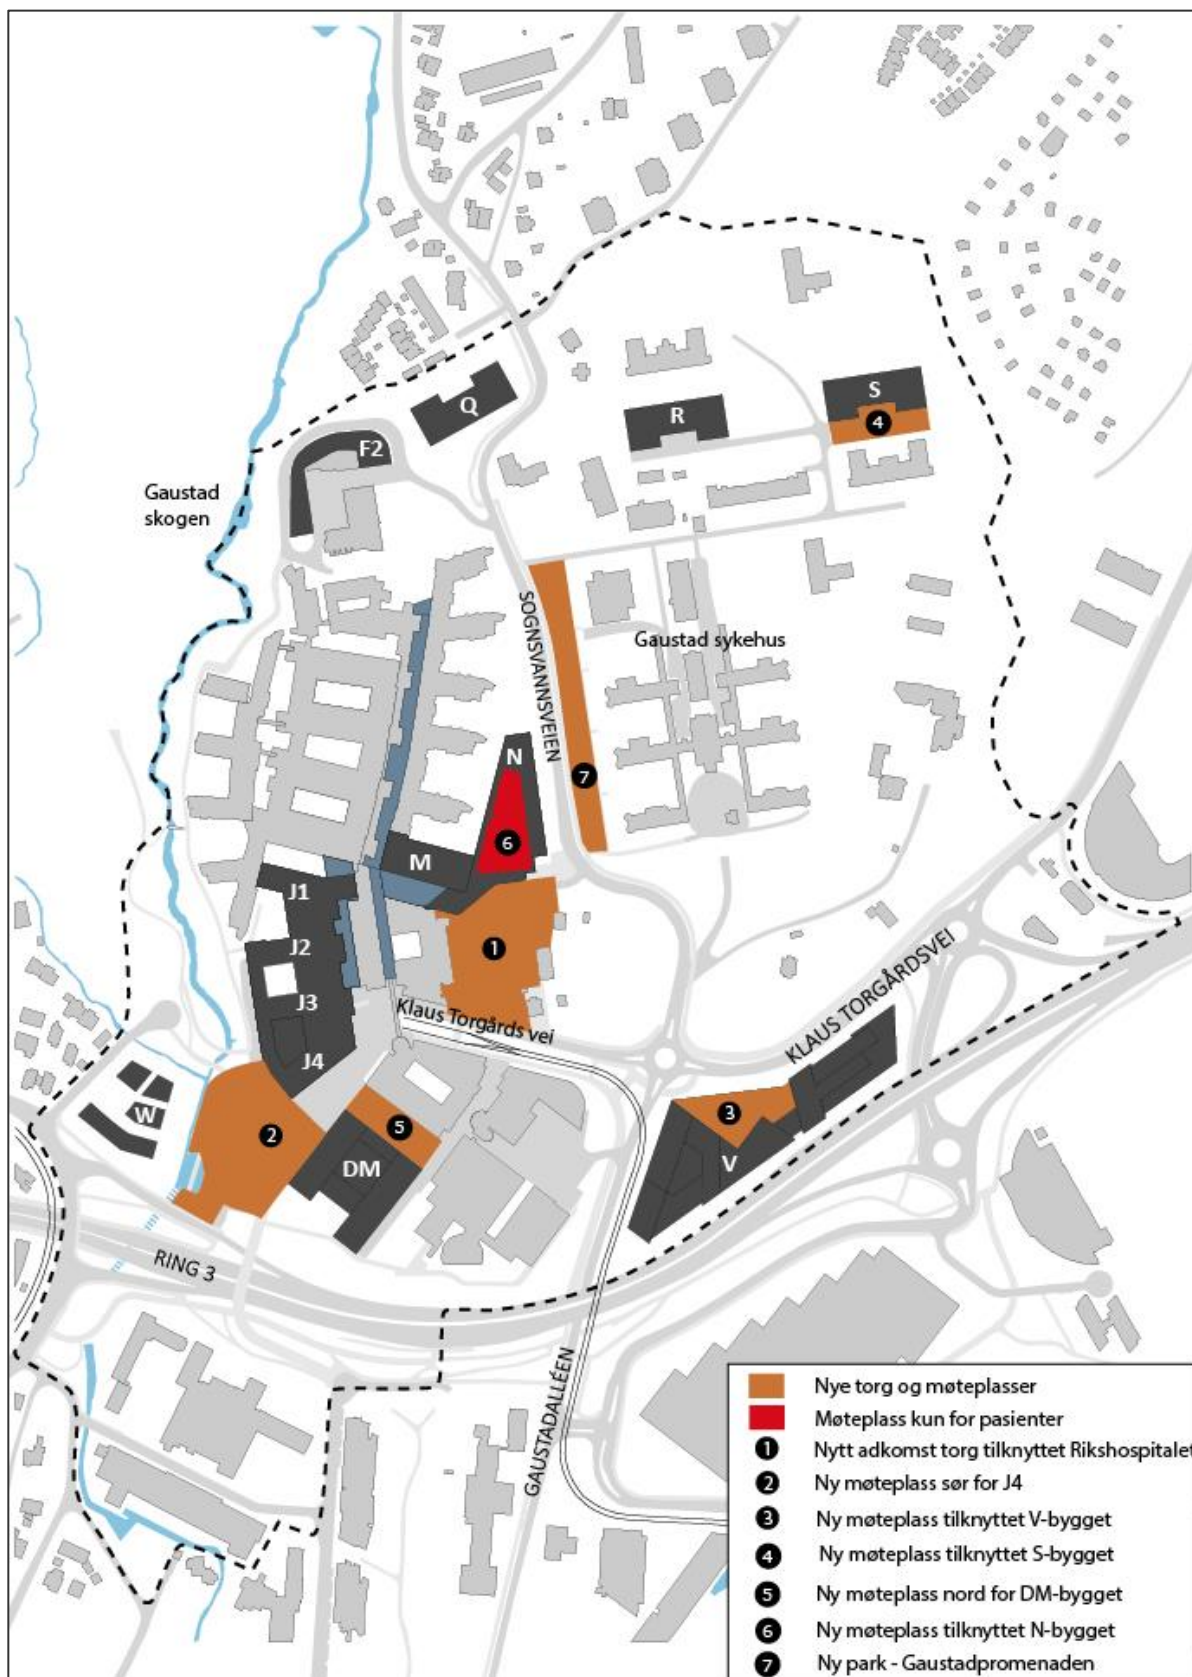 Q
S
4
R
F2
Gaustad
skogen
SOGNSVANNSVEIEN
Gaustad sykehus
N
7
6
M
J1
1
J2
J3
Klaus Torgårds vei
KLAUS TORGÅRDSVEI
J4
W
2
5
3
DM
V
RING 3
GAUSTADALLÉEN
Nye torg og møteplasser
Møteplass kun for pasienter
1 Nytt adkomst torg tilknyttet Rikshospitalet
2 Ny møteplass sør for J4
3 Ny møteplass tilknyttet V-bygget
4 Ny møteplass tilknyttet S-bygget
5 Ny møteplass nord for DM-bygget
6 Ny møteplass tilknyttet N-bygget
7 Ny park - Gaustadpromenaden